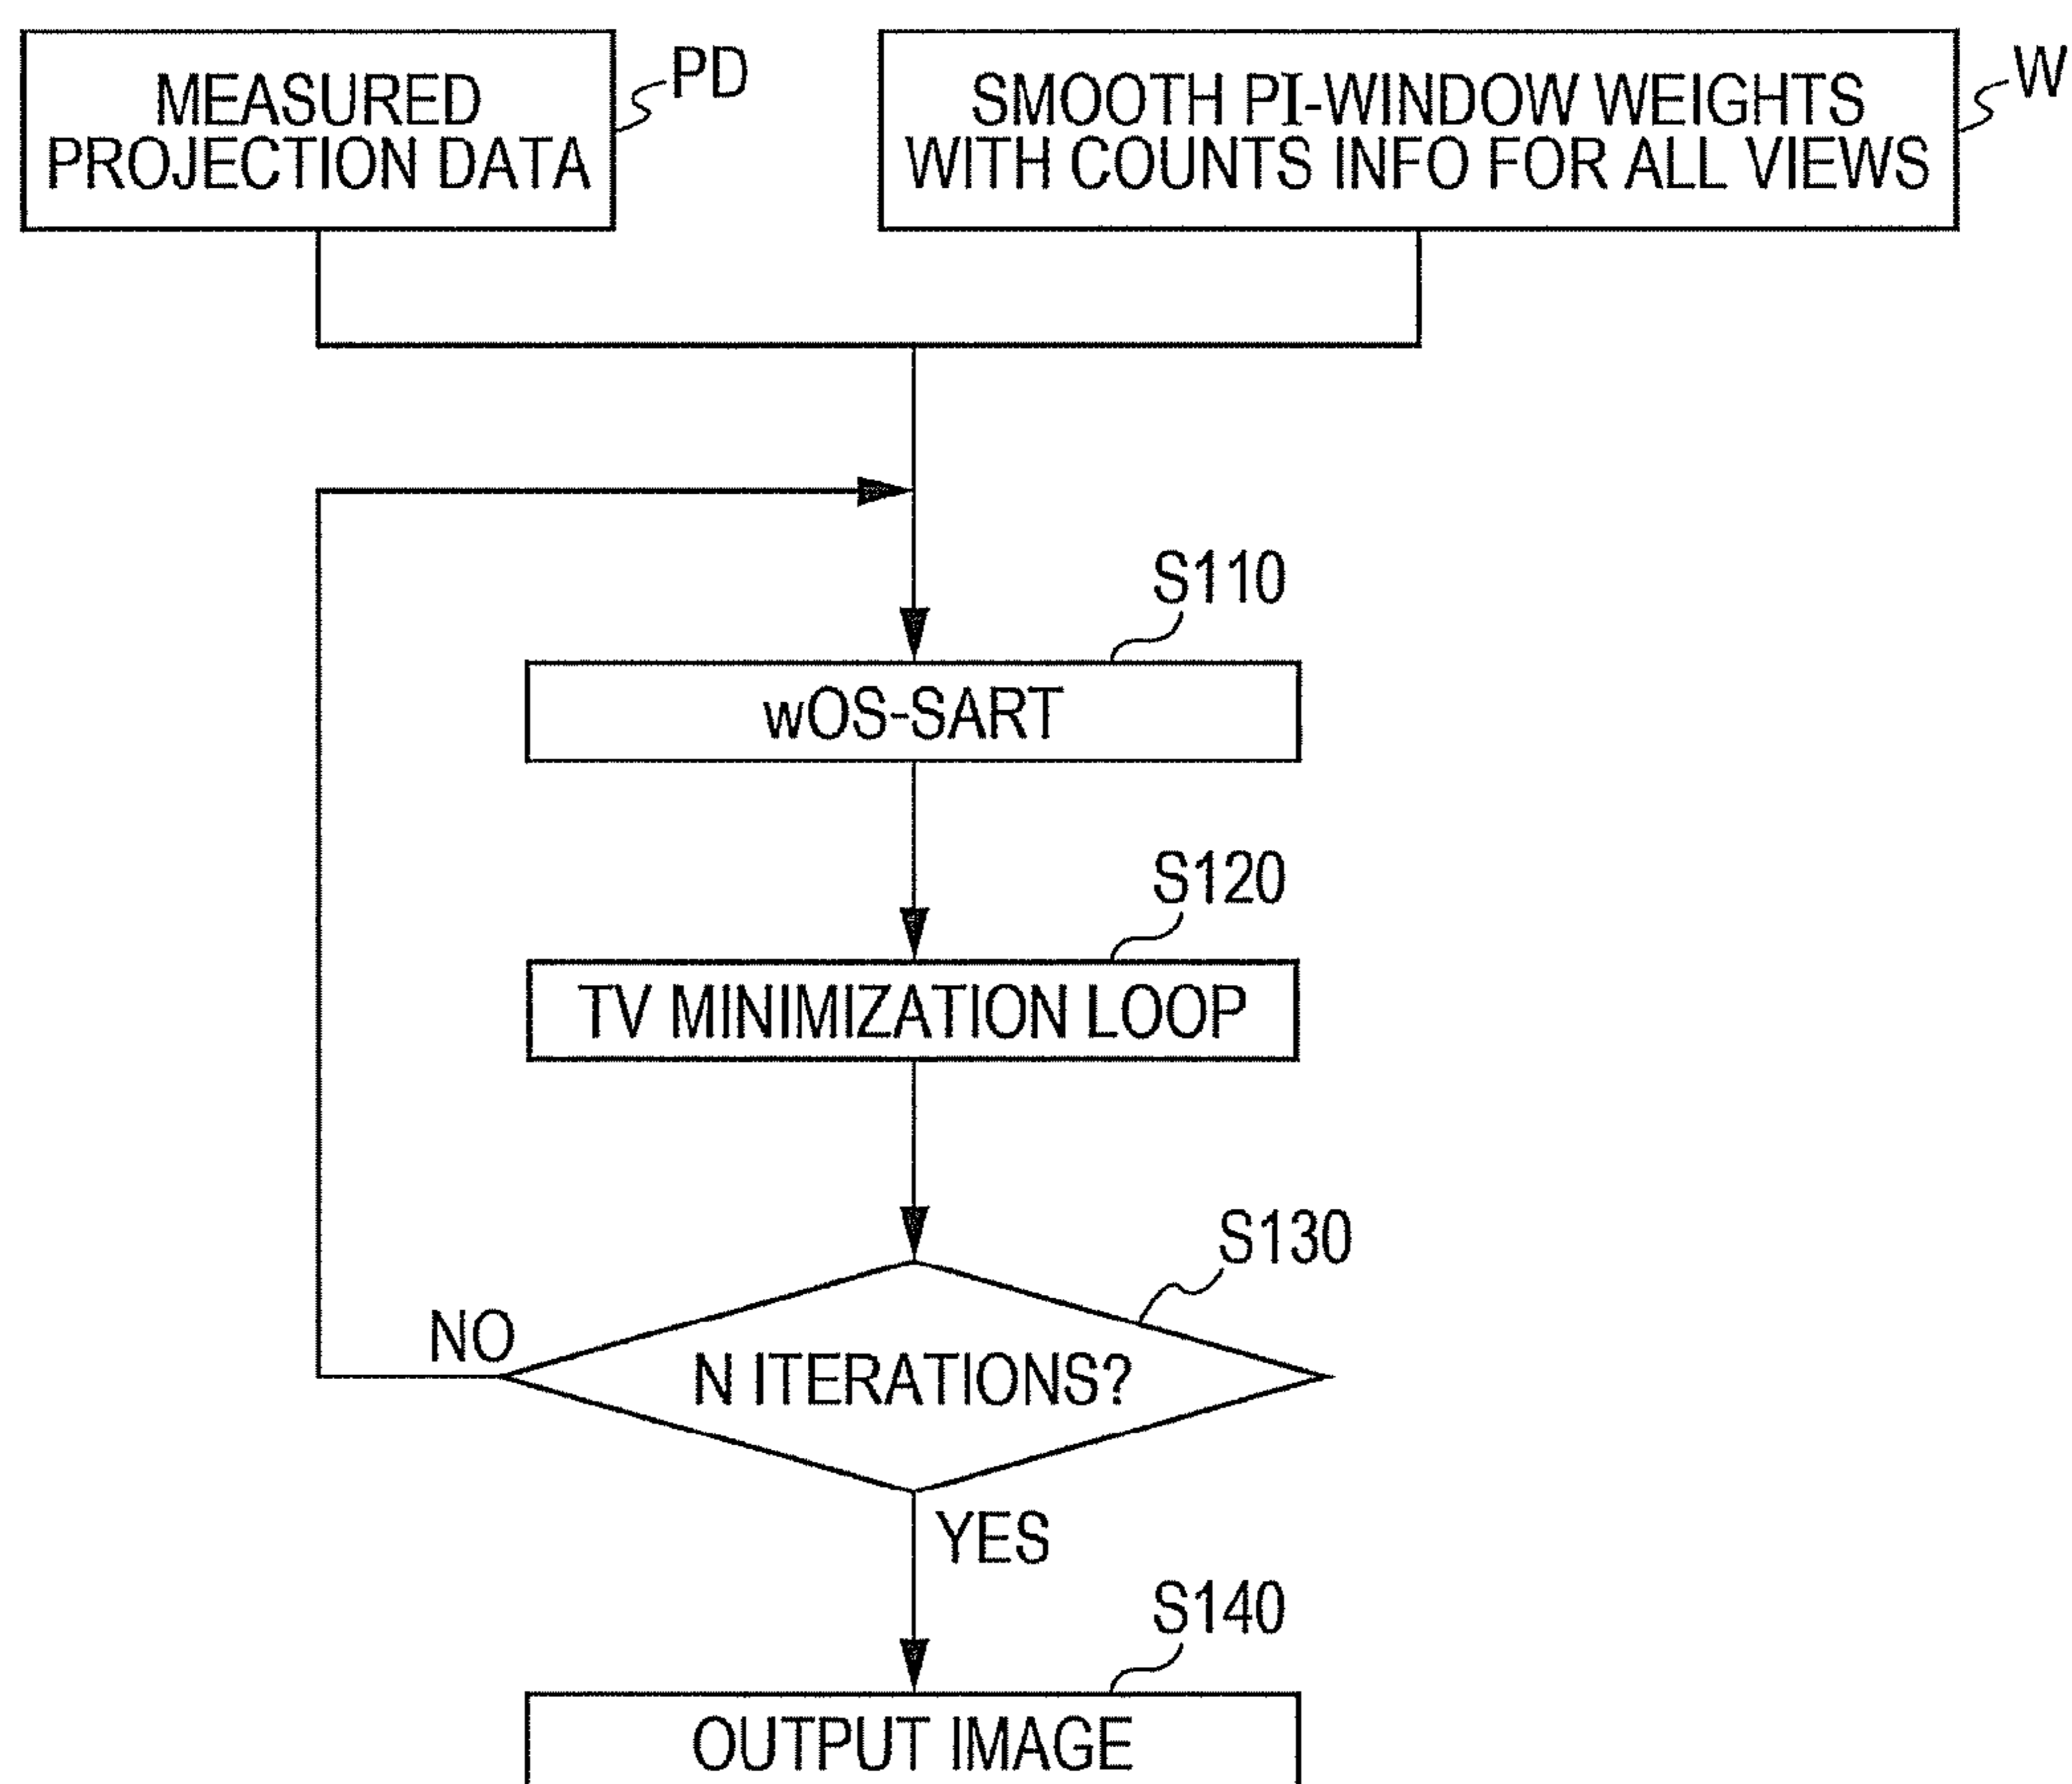 MEASURED
PROJECTION DATA
PD
SMOOTH PI-WINDOW WEIGHTS
WITH COUNTS INFO FOR ALL VIEWS
W
S110
wOS-SART
S120
TV MINIMIZATION LOOP
S130
N ITERATIONS?
NO
YES
S140
OUTPUT IMAGE